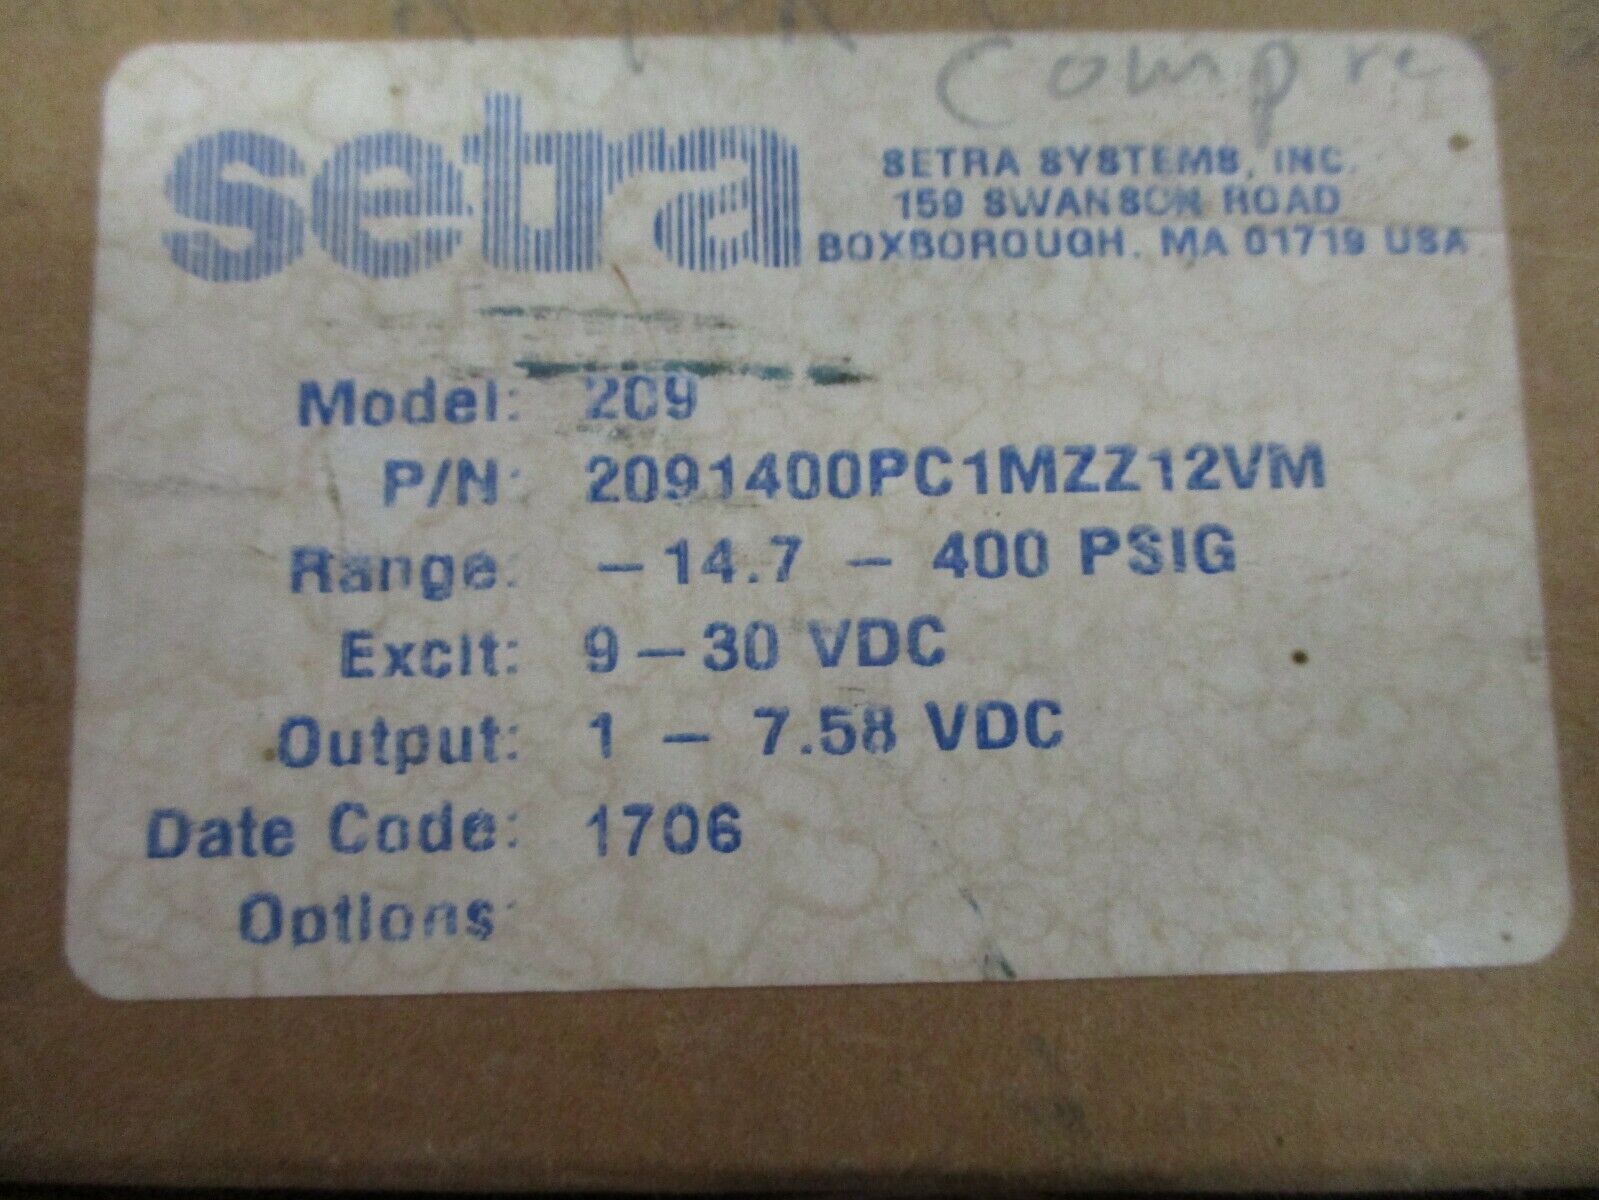 setra
SETRA SYSTEMS, INC.
159 SWANSON ROAD
BOXBOROUGH, MA 01719 USA
Model: 209
P/N: 2091400PC1MZZ12VM
Range: -14.7 - 400 PSIG
Excit: 9-30 VDC
Output: 1 - 7.58 VDC
Date Code: 1706
Options: